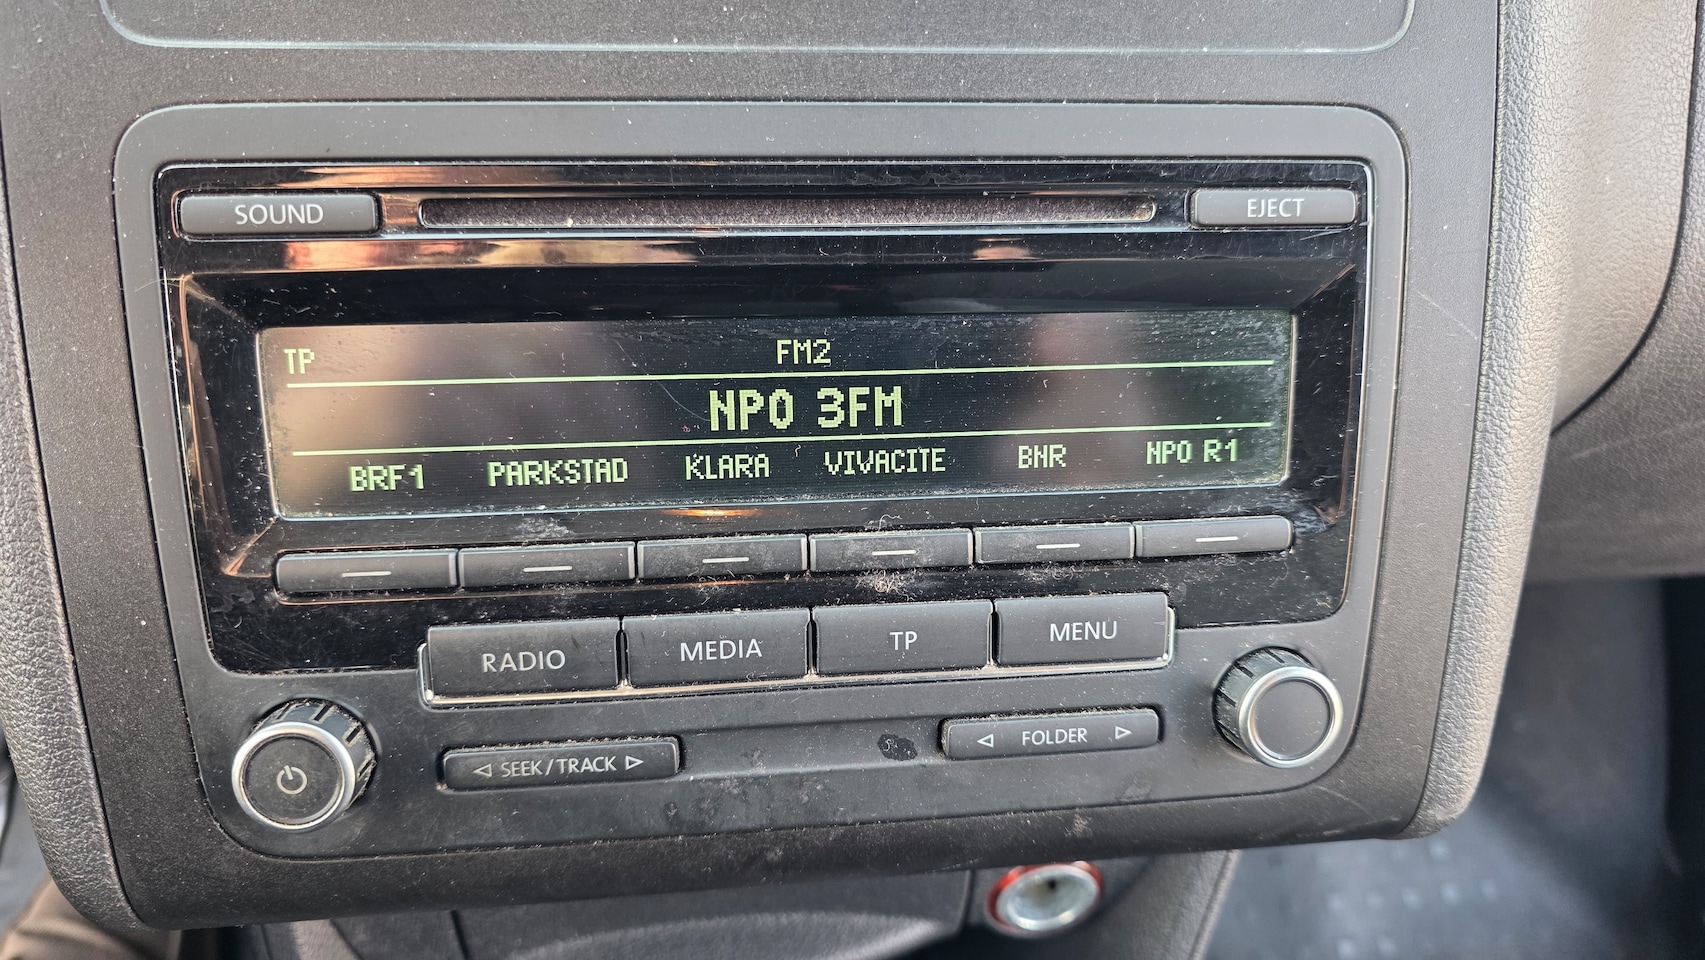 SOUND EJECT
TP FM2
NPO 3FM
BRF1 PARKSTAD KLARA VIVACITE BNR NPO R1
RADIO MEDIA TP MENU
SEEK/TRACK FOLDER